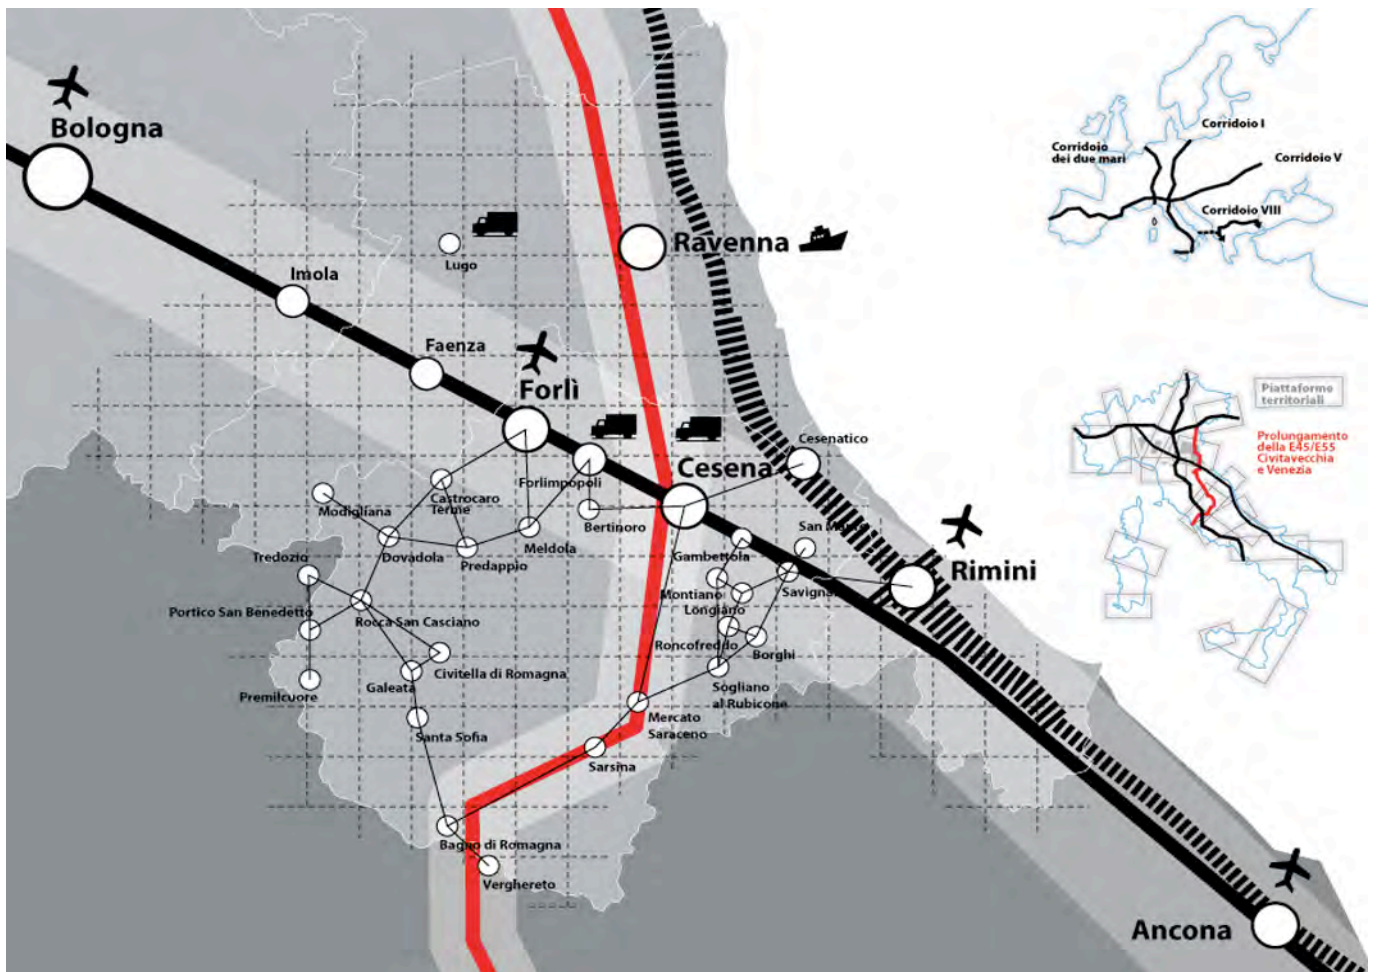 Bologna
Imola
Lugo
Ravenna
Faenza
Forlì
Cesena
Cesenatico
Forlimpopoli
Castrocaro
Terme
Modigliana
Bertinoro
San Mauro
Meldola
Dovadola
Predappio
Gambettola
Tredozio
Rimini
Montiano
Longiano
Savignano
Portico San Benedetto
Rocca San Casciano
Roncofreddo
Borghi
Civitella di Romagna
Galeata
Premilcuore
Sogliano
al Rubicone
Mercato
Saraceno
Santa Sofia
Sarsina
Bagno di Romagna
Verghereto
Ancona
Corridoio I
Corridoio
dei due mari
Corridoio V
Corridoio VIII
Piattaforme
territoriali
Prolungamento
della E45/E55
Civitavecchia
e Venezia